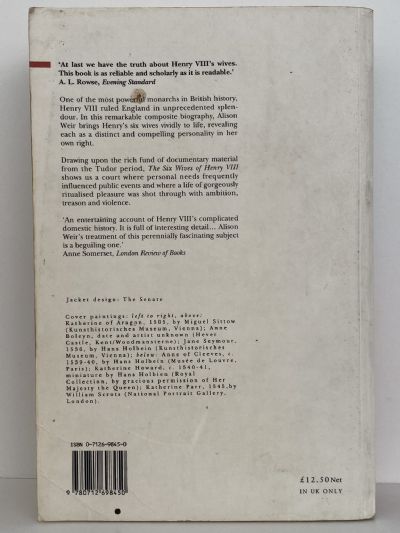 'At last we have the truth about Henry VIII's wives.
This book is as reliable and scholarly as it is readable.'
A. L. Rowse, Evening Standard
One of the most powerful monarchs in British history,
Henry VIII ruled England in unprecedented splen-
dour. In this remarkable composite biography, Alison
Weir brings Henry's six wives vividly to life, revealing
each as a distinct and compelling personality in her
own right.
Drawing upon the rich fund of documentary material
from the Tudor period, The Six Wives of Henry VIII
shows us a court where personal needs frequently
influenced public events and where a life of gorgeously
ritualised pleasure was shot through with ambition,
treason and violence.
'An entertaining account of Henry VIII's complicated
domestic history. It is full of interesting detail... Alison
Weir's treatment of this perennially fascinating subject
is a beguiling one.'
Anne Somerset, London Review of Books
Jacket design: The Senate
Cover paintings: left to right, above:
Katharine of Aragon, 1505, by Miguel Sittow
(Kunsthistorisches Museum, Vienna); Anne
Boleyn, date and artist unknown (Hever
Castle, Kent/Woodmansterne); Jane Seymour,
1536, by Hans Holbein (Kunsthistorisches
Museum, Vienna); below: Anne of Cleeves, c.
1539-40, by Hans Holbein (Musée de Louvre,
Paris); Katherine Howard, c. 1540-41,
miniature by Hans Holbien (Royal
Collection, by gracious permission of Her
Majesty the Queen); Katharine Parr, 1545, by
William Scrots (National Portrait Gallery,
London).
ISBN 0-7126-9845-0
9 780712 698450
£12.50 Net
IN UK ONLY